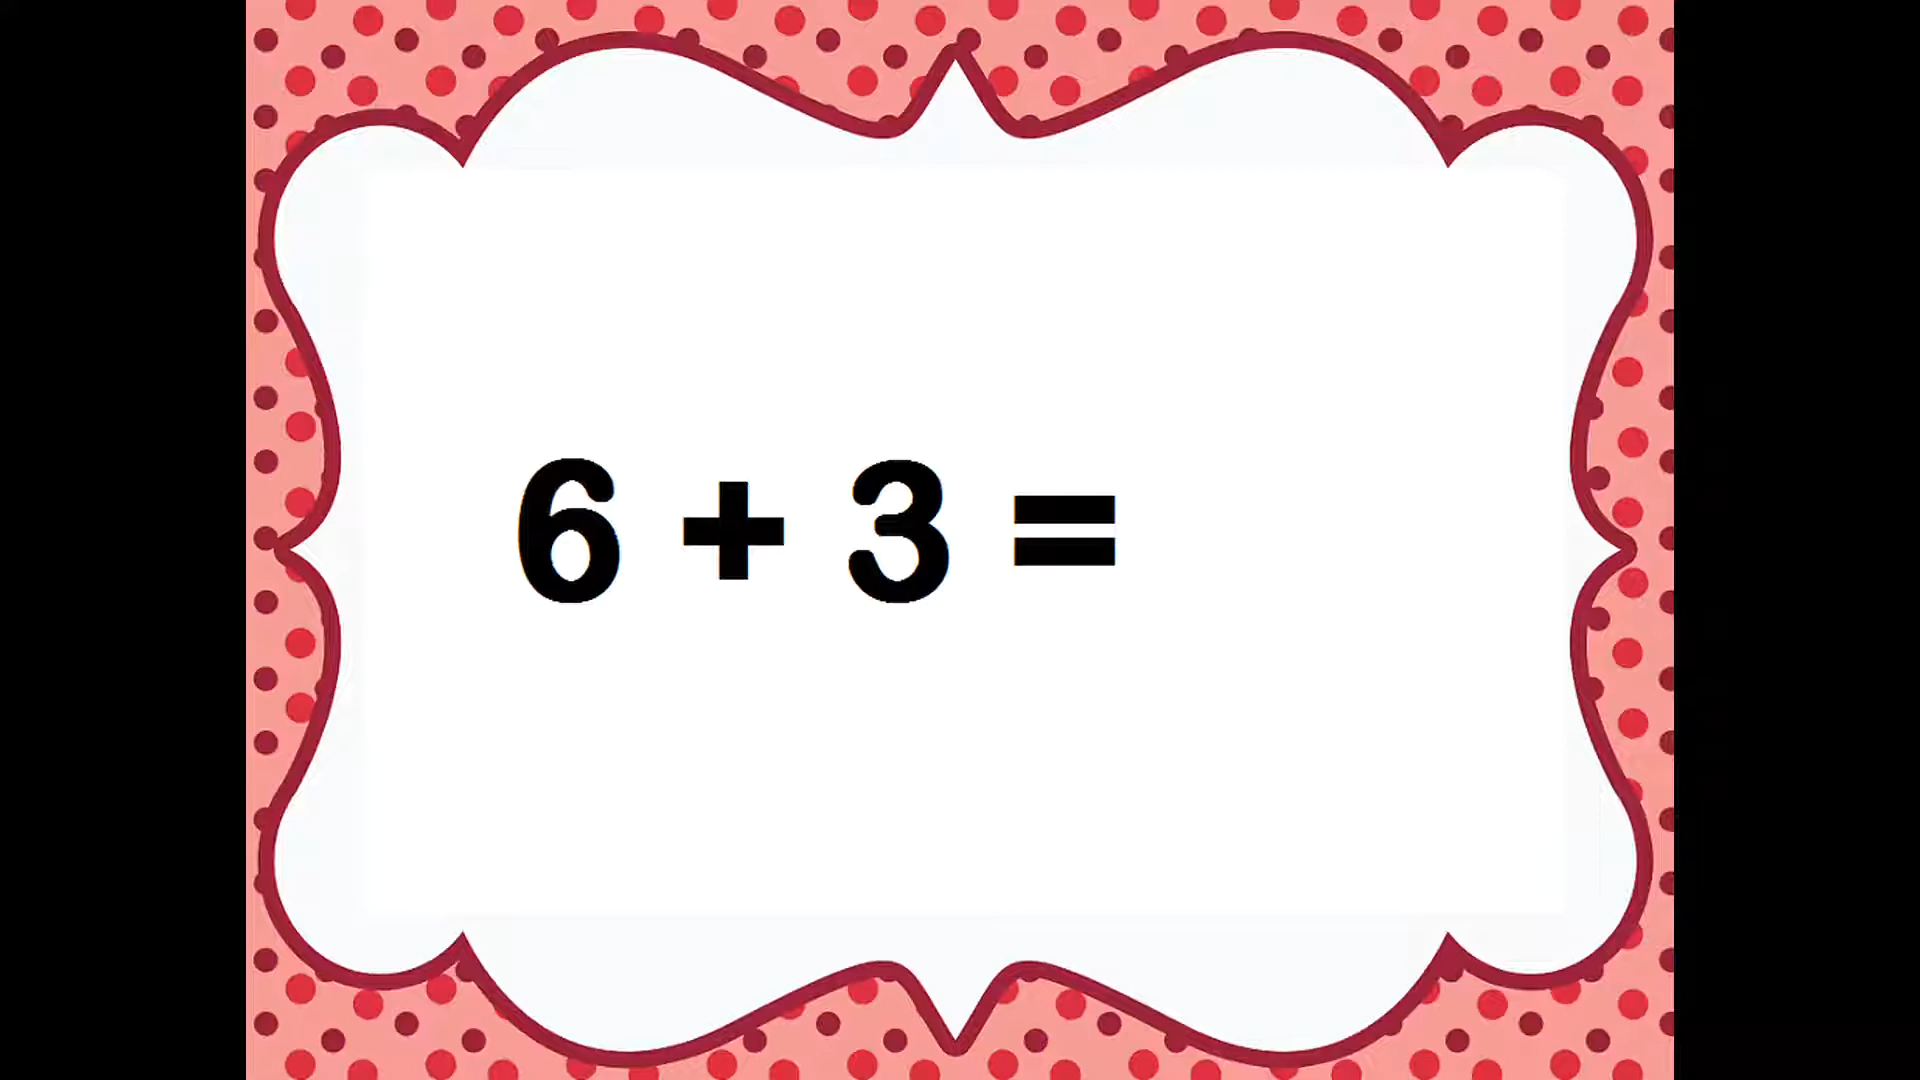 6 + 3 =